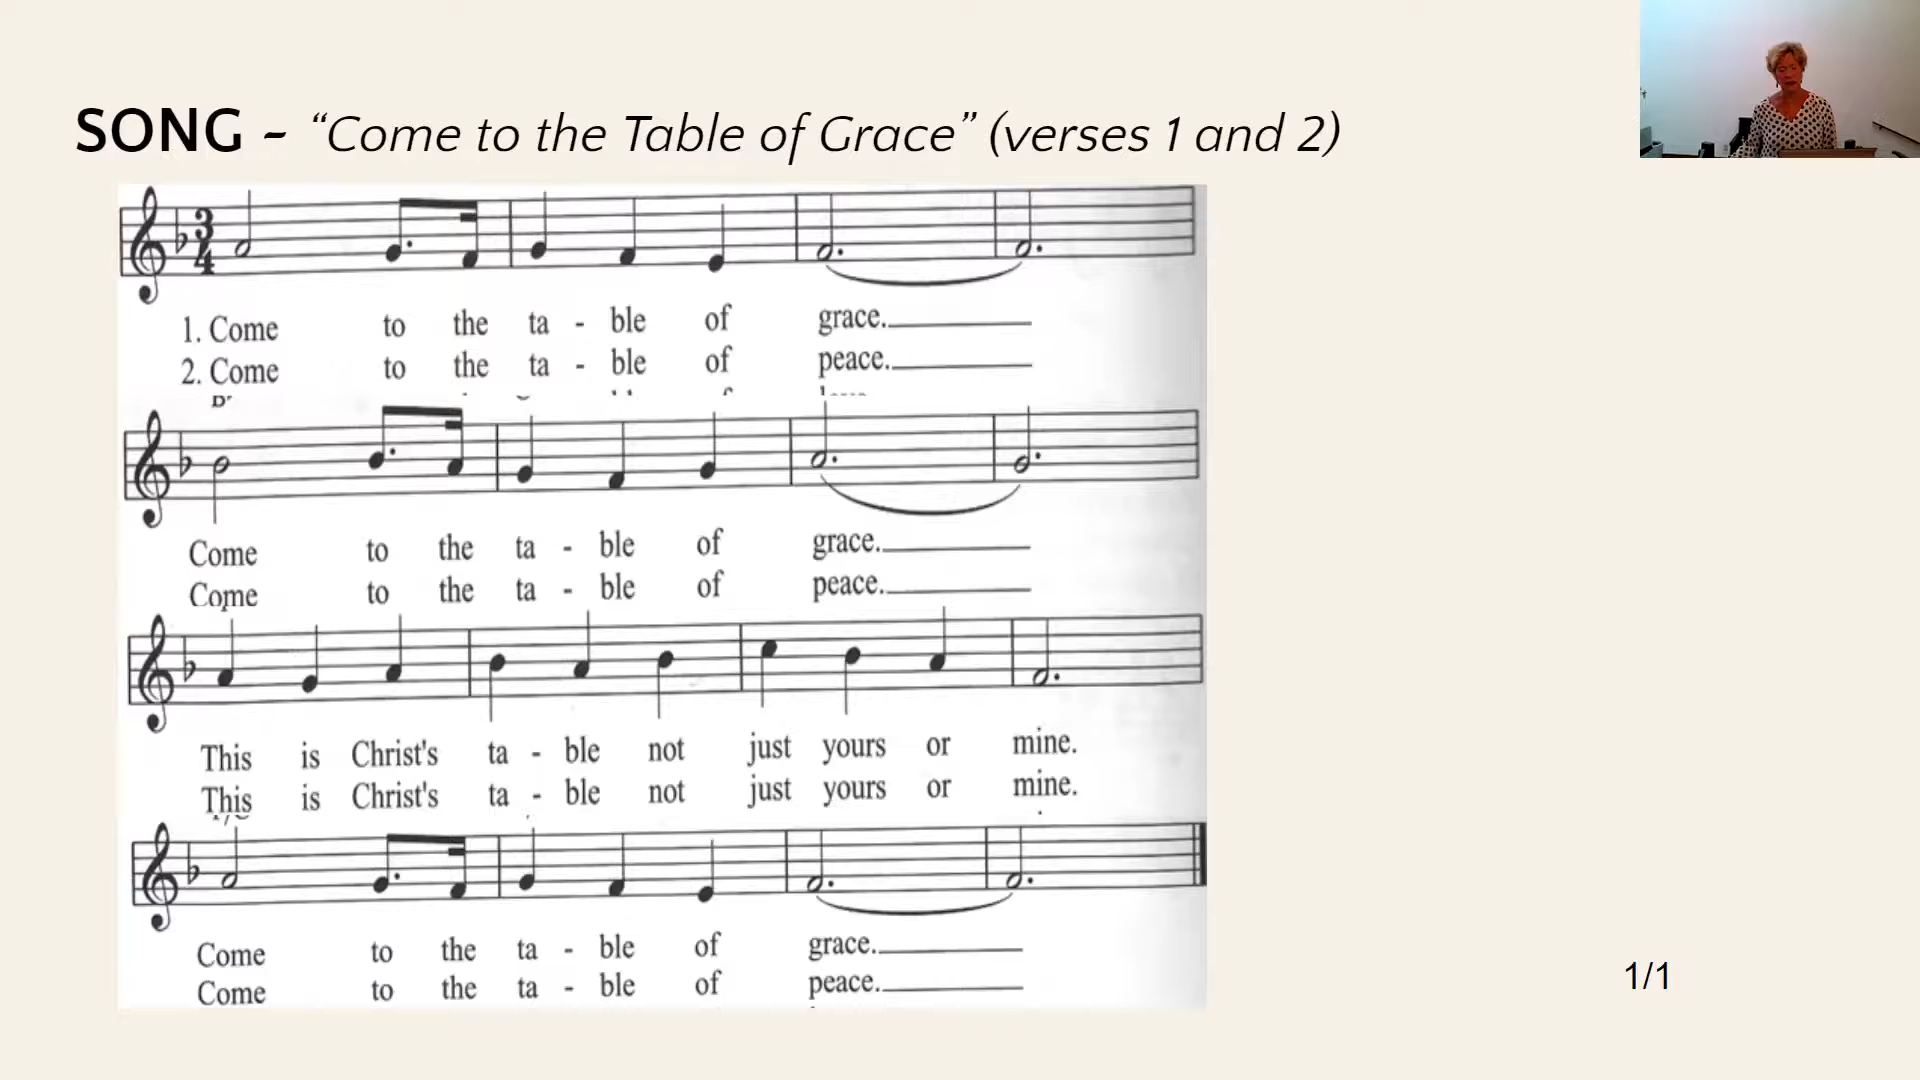 SONG - “Come to the Table of Grace” (verses 1 and 2)
3
4
1. Come to the ta - ble of grace.
2. Come to the ta - ble of peace.
Come to the ta - ble of grace.
Come to the ta - ble of peace.
This is Christ's ta - ble not just yours or mine.
This is Christ's ta - ble not just yours or mine.
Come to the ta - ble of grace.
Come to the ta - ble of peace.
1/1